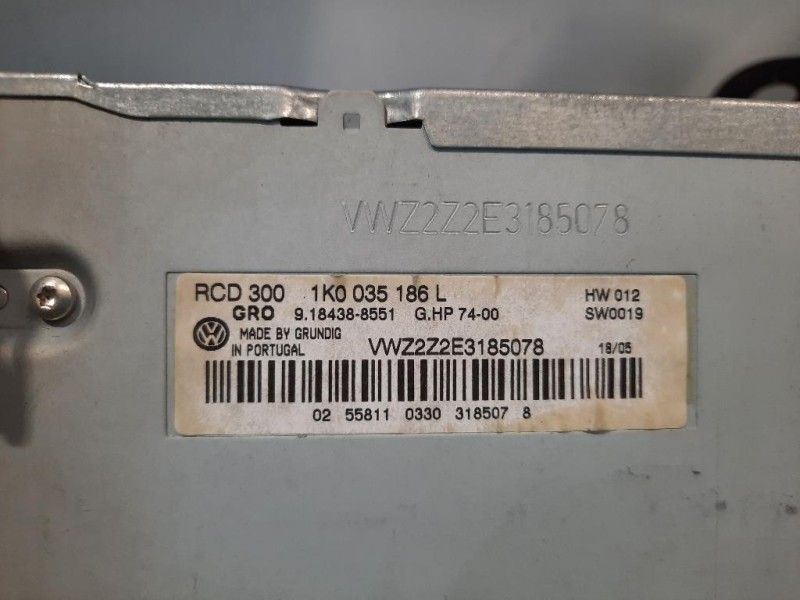 VWZ2Z2E3185078
RCD 300 1K0 035 186 L HW 012
GRO 9.18438-8551 G.HP 74-00 SW0019
MADE BY GRUNDIG
IN PORTUGAL VWZ2Z2E3185078 18/05
02 55811 0330 318507 8